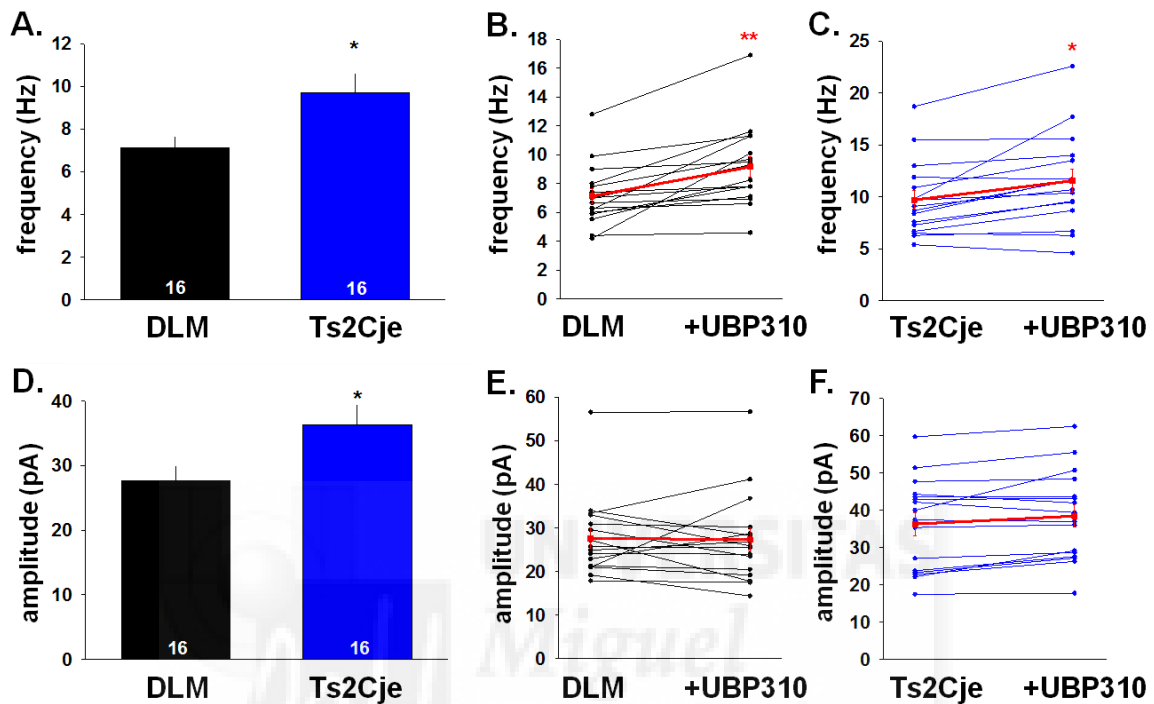 A.
*
frequency (Hz)
12
10
8
6
4
2
0
16
16
DLM
Ts2Cje
B.
**
frequency (Hz)
18
16
14
12
10
8
6
4
2
0
DLM
+UBP310
C.
*
frequency (Hz)
25
20
15
10
5
0
Ts2Cje
+UBP310
D.
*
amplitude (pA)
40
30
20
10
0
16
16
DLM
Ts2Cje
E.
amplitude (pA)
60
50
40
30
20
10
0
DLM
+UBP310
F.
amplitude (pA)
70
60
50
40
30
20
10
0
Ts2Cje
+UBP310
UNIVERSITAS
Miguel